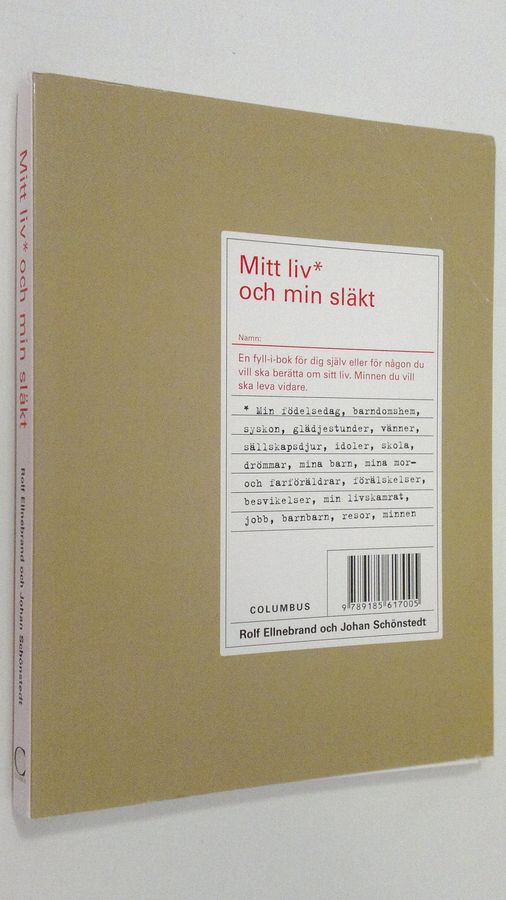 Mitt liv* och min släkt
Rolf Ellnebrand och Johan Schönstedt
C
Mitt liv*
och min släkt
Namn:
En fyll-i-bok för dig själv eller för någon du
vill ska berätta om sitt liv. Minnen du vill
ska leva vidare.
* Min födelsedag, barndomshem,
syskon, glädjestunder, vänner,
sällskapsdjur, idoler, skola,
drömmar, mina barn, mina mor-
och farföräldrar, förälskelser,
besvikelser, min livskamrat,
jobb, barnbarn, resor, minnen
COLUMBUS
9 789185 617005
Rolf Ellnebrand och Johan Schönstedt